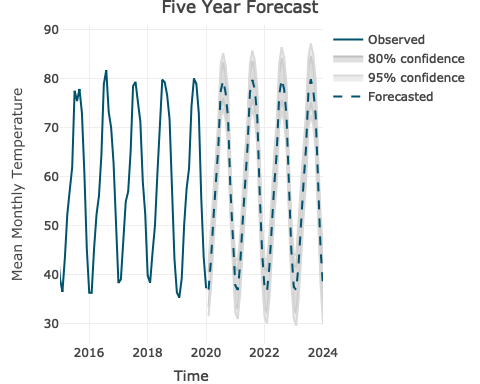 Five Year Forecast
90
80
70
60
50
40
30
Mean Monthly Temperature
2016
2018
2020
2022
2024
Time
Observed
80% confidence
95% confidence
Forecasted